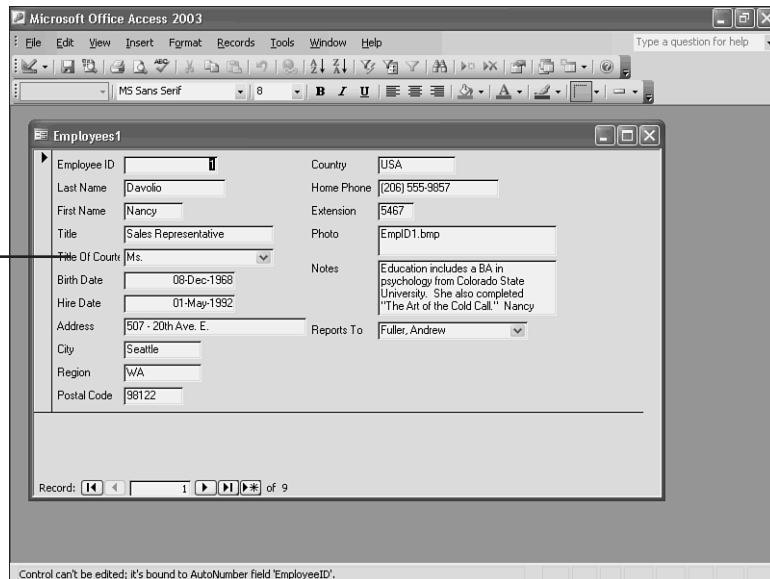 Microsoft Office Access 2003
File Edit View Insert Format Records Tools Window Help
Type a question for help
MS Sans Serif 8 B I U
Employees1
Employee ID 1
Last Name Davolio
First Name Nancy
Title Sales Representative
Title Of Courte Ms.
Birth Date 08-Dec-1968
Hire Date 01-May-1992
Address 507 - 20th Ave. E.
City Seattle
Region WA
Postal Code 98122
Country USA
Home Phone (206) 555-9857
Extension 5467
Photo EmpID1.bmp
Notes Education includes a BA in
psychology from Colorado State
University. She also completed
"The Art of the Cold Call." Nancy
Reports To Fuller, Andrew
Record: 1 of 9
Control can't be edited; it's bound to AutoNumber field 'EmployeeID'.